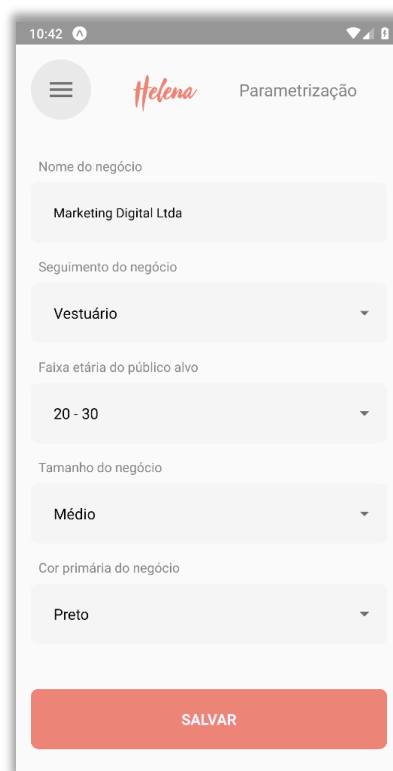 10:42
Helena Parametrização
Nome do negócio
Marketing Digital Ltda
Seguimento do negócio
Vestuário
Faixa etária do público alvo
20 - 30
Tamanho do negócio
Médio
Cor primária do negócio
Preto
SALVAR